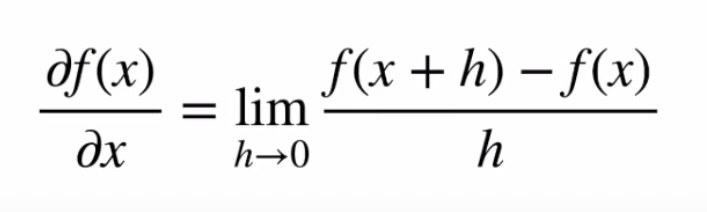 ∂f(x)/∂x = lim_{h→0} (f(x + h) − f(x))/h